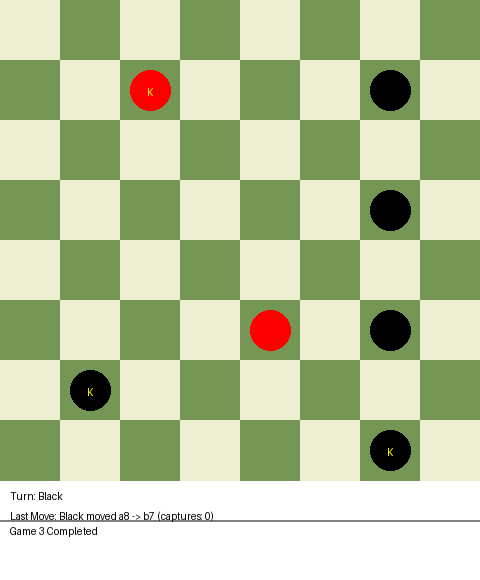 K
K
K
Turn: Black
Last Move: Black moved a8 -> b7 (captures: 0)
Game 3 Completed